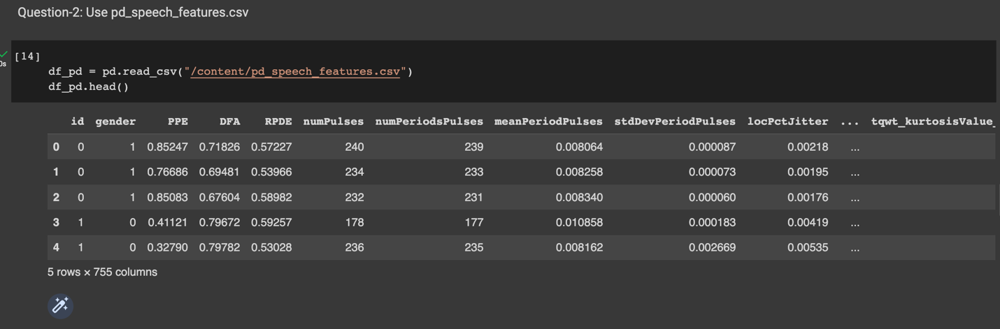 Question-2: Use pd_speech_features.csv
[14]
0s
df_pd = pd.read_csv("/content/pd_speech_features.csv")
df_pd.head()
id gender PPE DFA RPDE numPulses numPeriodsPulses meanPeriodPulses stdDevPeriodPulses locPctJitter ... tqwt_kurtosisValue_
0 0 1 0.85247 0.71826 0.57227 240 239 0.008064 0.000087 0.00218 ...
1 0 1 0.76686 0.69481 0.53966 234 233 0.008258 0.000073 0.00195 ...
2 0 1 0.85083 0.67604 0.58982 232 231 0.008340 0.000060 0.00176 ...
3 1 0 0.41121 0.79672 0.59257 178 177 0.010858 0.000183 0.00419 ...
4 1 0 0.32790 0.79782 0.53028 236 235 0.008162 0.002669 0.00535 ...
5 rows × 755 columns